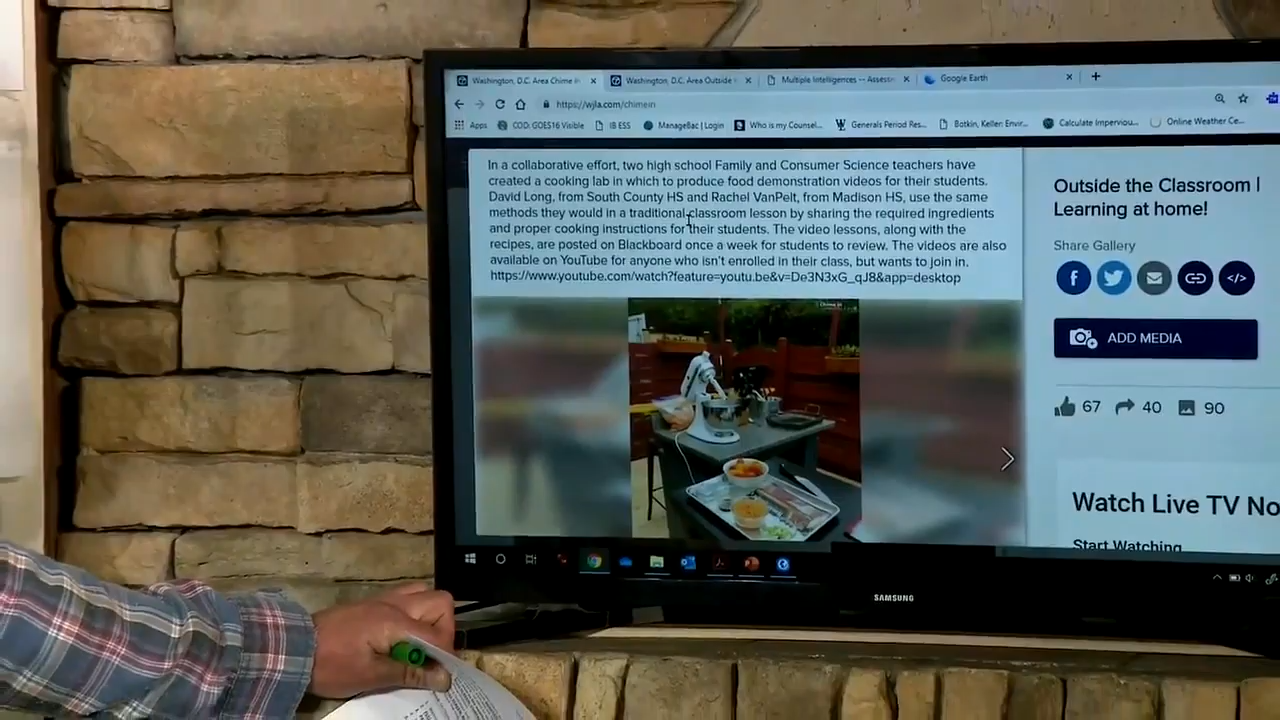 Washington, D.C. Area Chime In
Washington, D.C. Area Outside
Multiple Intelligences -- Assess
Google Earth
https://wjla.com/chimein
Apps
COD: GOES16 Visible
IB ESS
ManageBac | Login
Who is my Counsel...
Generals Period Res...
Botkin, Keller: Envir...
Calculate Imperviou...
Online Weather Ce...
In a collaborative effort, two high school Family and Consumer Science teachers have
created a cooking lab in which to produce food demonstration videos for their students.
David Long, from South County HS and Rachel VanPelt, from Madison HS, use the same
methods they would in a traditional classroom lesson by sharing the required ingredients
and proper cooking instructions for their students. The video lessons, along with the
recipes, are posted on Blackboard once a week for students to review. The videos are also
available on YouTube for anyone who isn't enrolled in their class, but wants to join in.
https://www.youtube.com/watch?feature=youtu.be&v=De3N3xG_qJ8&app=desktop
Outside the Classroom |
Learning at home!
Share Gallery
ADD MEDIA
67
40
90
Watch Live TV No
Start Watching
SAMSUNG